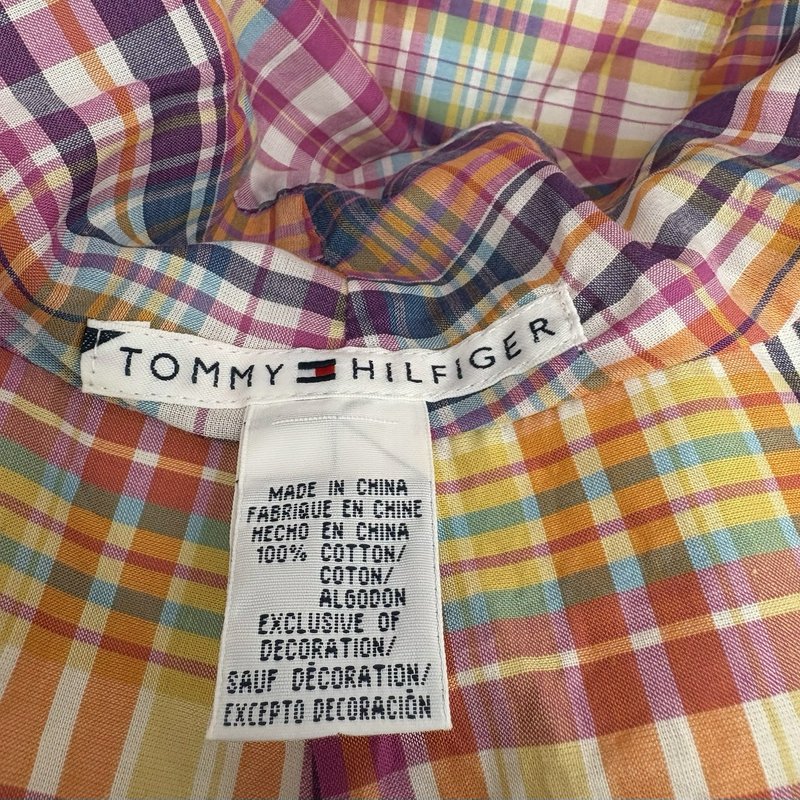 TOMMY HILFIGER
MADE IN CHINA
FABRIQUE EN CHINE
HECHO EN CHINA
100% COTTON/
COTON/
ALGODON
EXCLUSIVE OF
DECORATION/
SAUF DÉCORATION/
EXCEPTO DECORACIÓN